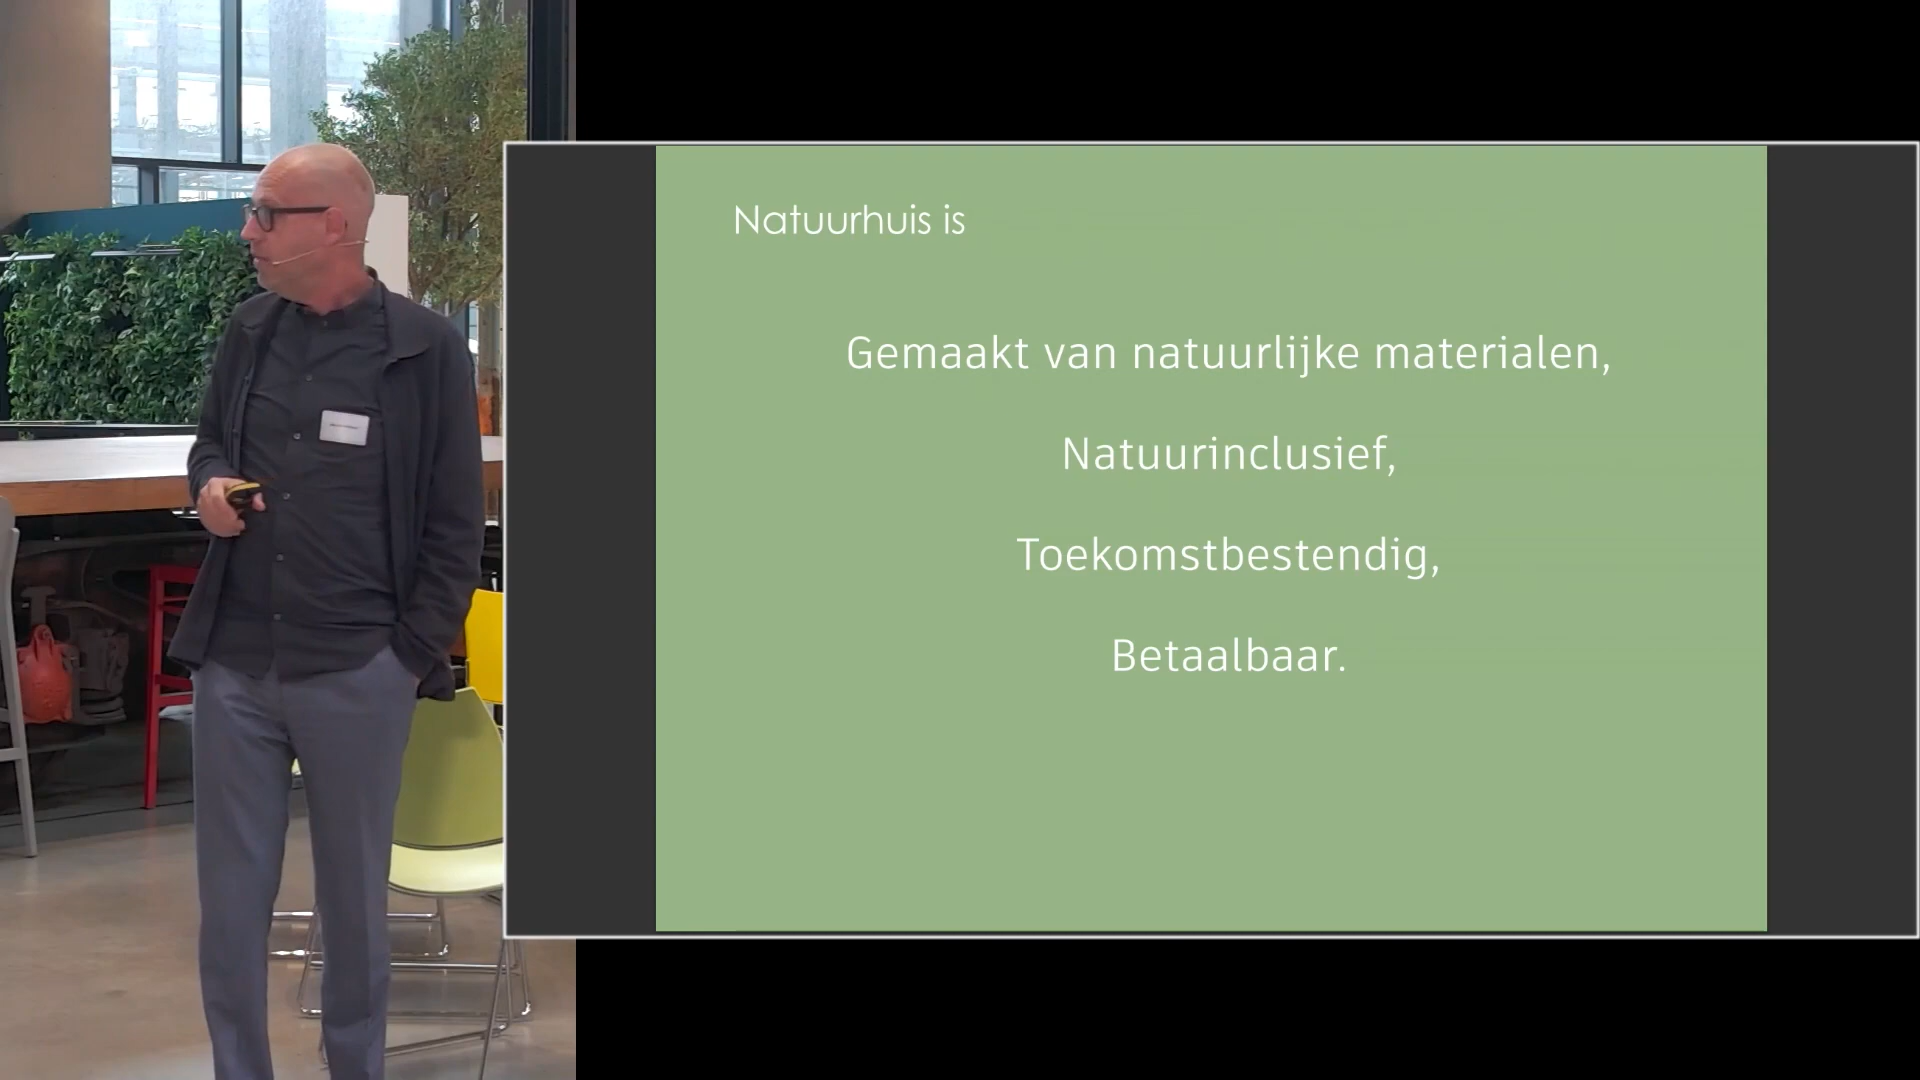 Natuurhuis is
Gemaakt van natuurlijke materialen,
Natuurinclusief,
Toekomstbestendig,
Betaalbaar.